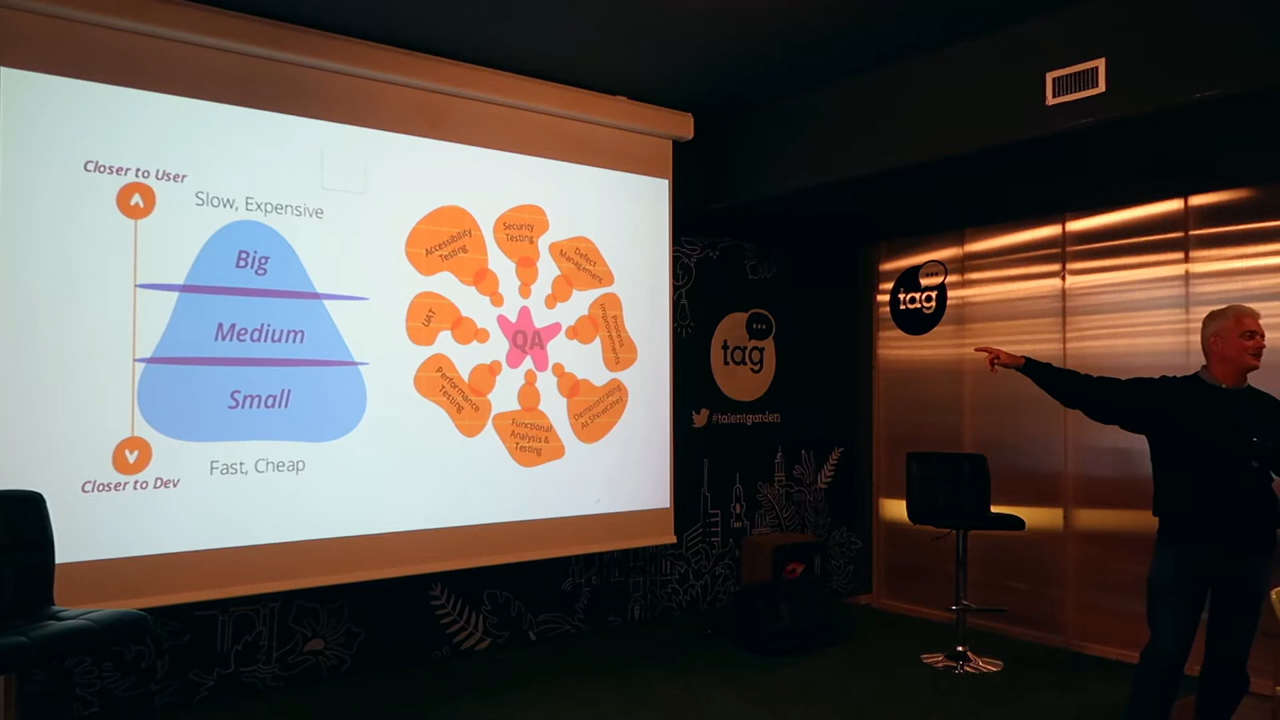 Closer to User
Slow, Expensive
Big
Medium
Small
Fast, Cheap
Closer to Dev
Accessibility
Testing
Security
Testing
Defect
Management
UAT
QA
Process
Improvements
Performance
Testing
Functional
Analysis &
Testing
Demonstrating
At Showcases
tag
#talentgarden
tag